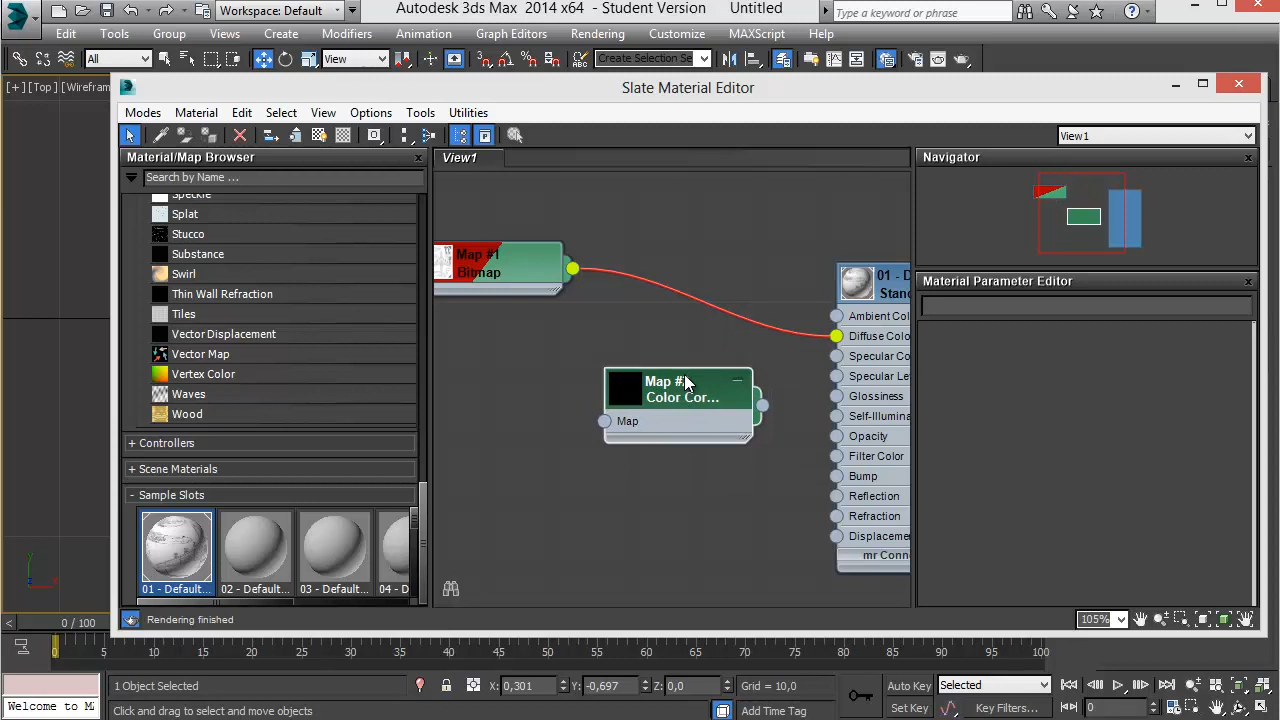 Workspace: Default
Autodesk 3ds Max 2014 x64 - Student Version Untitled
Type a keyword or phrase
Edit Tools Group Views Create Modifiers Animation Graph Editors Rendering Customize MAXScript Help
All
View
Create Selection Se
[+] [Top] [Wirefram
Slate Material Editor
Modes Material Edit Select View Options Tools Utilities
View1
Material/Map Browser
Search by Name ...
Speckle
Splat
Stucco
Substance
Swirl
Thin Wall Refraction
Tiles
Vector Displacement
Vector Map
Vertex Color
Waves
Wood
+ Controllers
+ Scene Materials
- Sample Slots
01 - Default... 02 - Default... 03 - Default... 04 - D
Rendering finished
View1
Map #1
Bitmap
Map #
Color Cor...
Map
01 - D
Stand
Ambient Col
Diffuse Colo
Specular Co
Specular Lev
Glossiness
Self-Illumina
Opacity
Filter Color
Bump
Reflection
Refraction
Displaceme
mr Conne
Navigator
Material Parameter Editor
105%
0 / 100
0 5 10 15 20 25 30 35 40 45 50 55 60 65 70 75 80 85 90 95 100
1 Object Selected
X: 0,301 Y: -0,697 Z: 0,0
Grid = 10,0
Auto Key
Selected
Welcome to MA
Click and drag to select and move objects
Add Time Tag
Set Key
Key Filters...
0